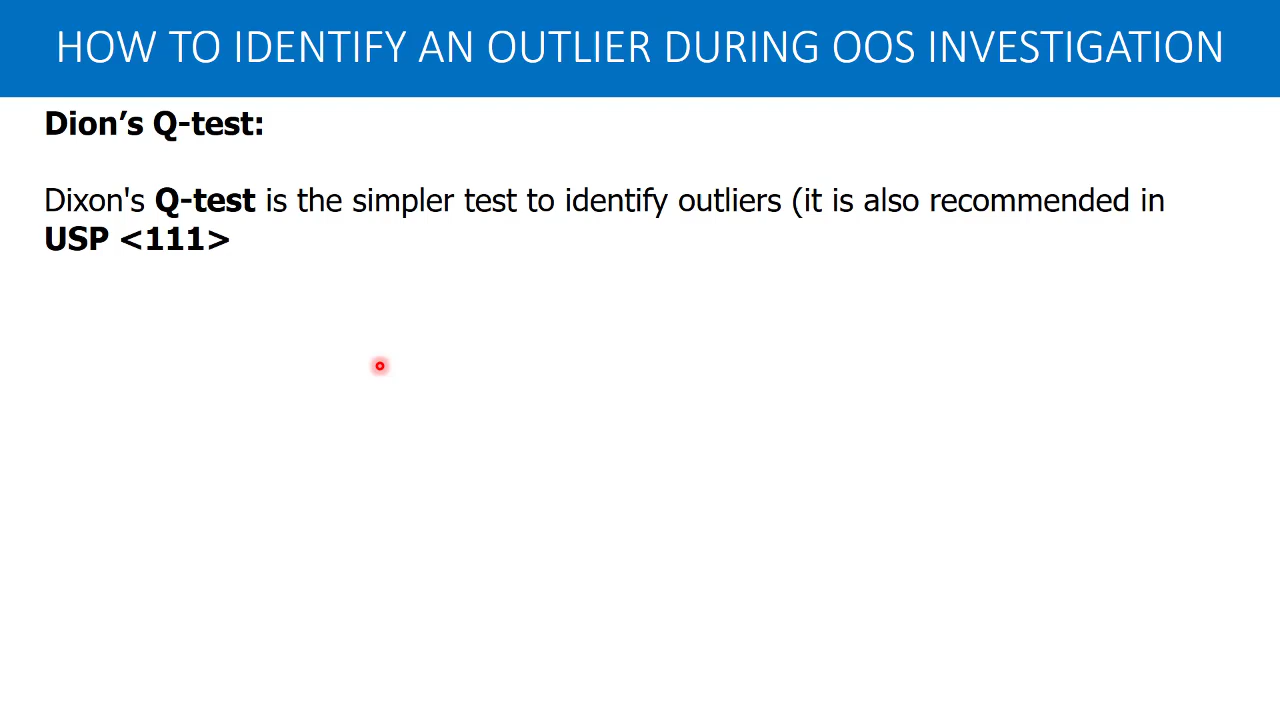 HOW TO IDENTIFY AN OUTLIER DURING OOS INVESTIGATION
Dion’s Q-test:
Dixon's Q-test is the simpler test to identify outliers (it is also recommended in
USP <111>